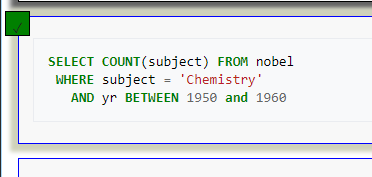 SELECT COUNT(subject) FROM nobel
WHERE subject = 'Chemistry'
AND yr BETWEEN 1950 and 1960